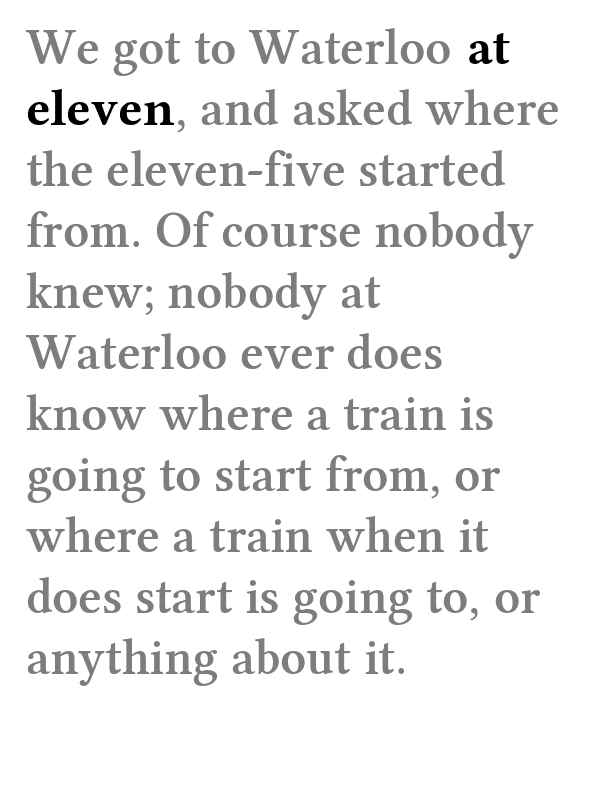 We got to Waterloo at
eleven, and asked where
the eleven-five started
from. Of course nobody
knew; nobody at
Waterloo ever does
know where a train is
going to start from, or
where a train when it
does start is going to, or
anything about it.